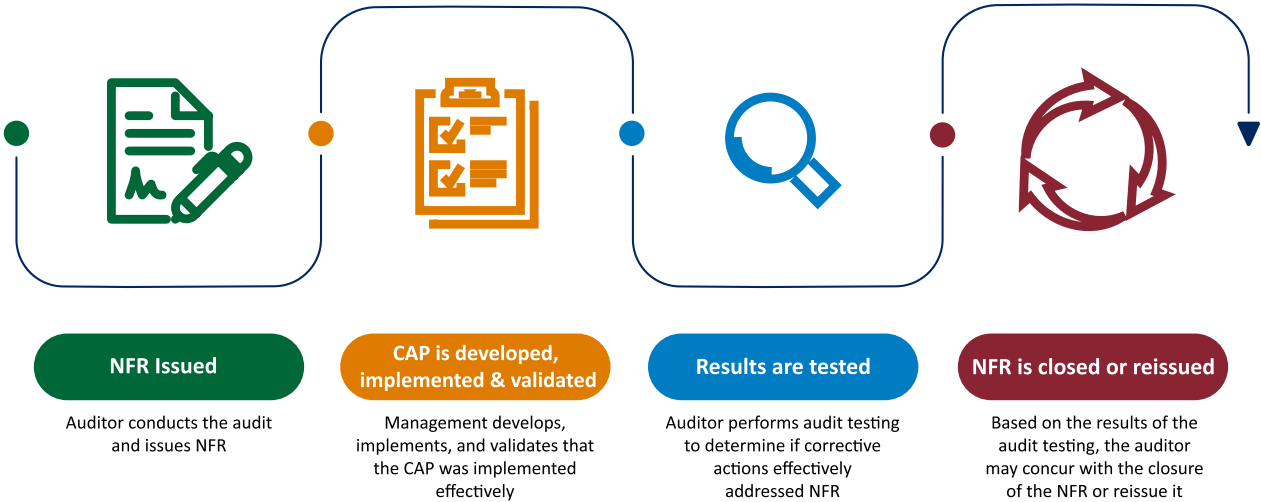 NFR Issued
Auditor conducts the audit
and issues NFR
CAP is developed,
implemented & validated
Management develops,
implements, and validates that
the CAP was implemented
effectively
Results are tested
Auditor performs audit testing
to determine if corrective
actions effectively
addressed NFR
NFR is closed or reissued
Based on the results of the
audit testing, the auditor
may concur with the closure
of the NFR or reissue it